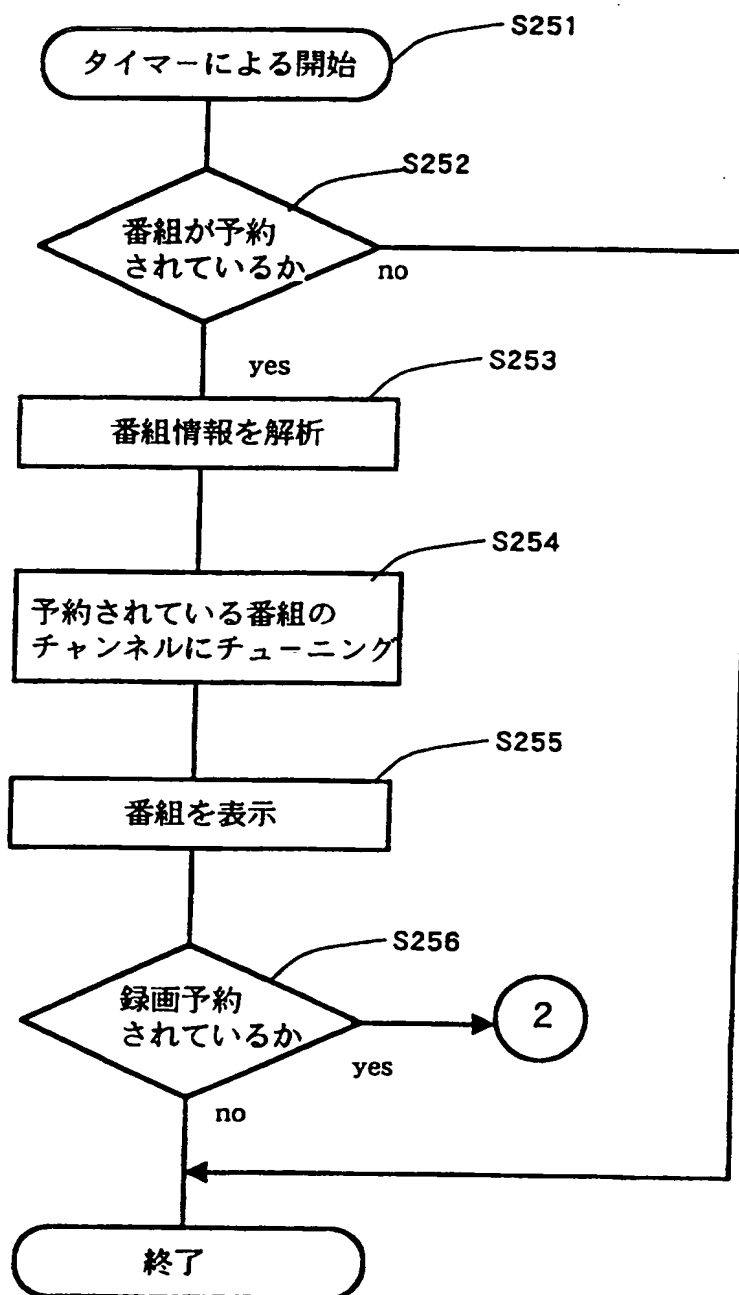 S251
タイマーによる開始
S252
番組が予約
されているか
no
yes
S253
番組情報を解析
S254
予約されている番組の
チャンネルにチューニング
S255
番組を表示
S256
録画予約
されているか
2
yes
no
終了